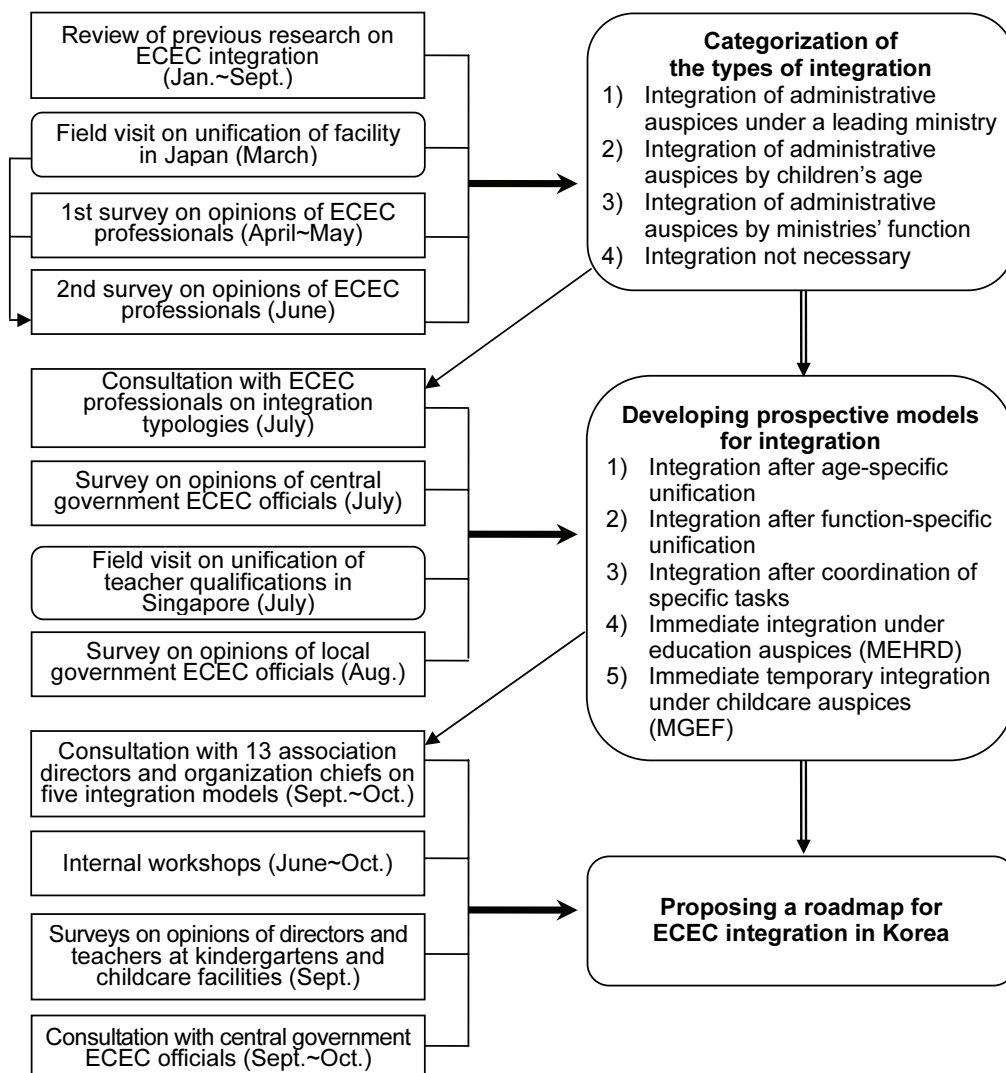 Review of previous research on
ECEC integration
(Jan.~Sept.)
Field visit on unification of facility
in Japan (March)
1st survey on opinions of ECEC
professionals (April~May)
2nd survey on opinions of ECEC
professionals (June)
Categorization of
the types of integration
1) Integration of administrative
auspices under a leading ministry
2) Integration of administrative
auspices by children's age
3) Integration of administrative
auspices by ministries' function
4) Integration not necessary
Consultation with ECEC
professionals on integration
typologies (July)
Survey on opinions of central
government ECEC officials (July)
Field visit on unification of
teacher qualifications in
Singapore (July)
Survey on opinions of local
government ECEC officials (Aug.)
Developing prospective models
for integration
1) Integration after age-specific
unification
2) Integration after function-specific
unification
3) Integration after coordination of
specific tasks
4) Immediate integration under
education auspices (MEHRD)
5) Immediate temporary integration
under childcare auspices
(MGEF)
Consultation with 13 association
directors and organization chiefs on
five integration models (Sept.~Oct.)
Internal workshops (June~Oct.)
Surveys on opinions of directors and
teachers at kindergartens and
childcare facilities (Sept.)
Consultation with central government
ECEC officials (Sept.~Oct.)
Proposing a roadmap for
ECEC integration in Korea